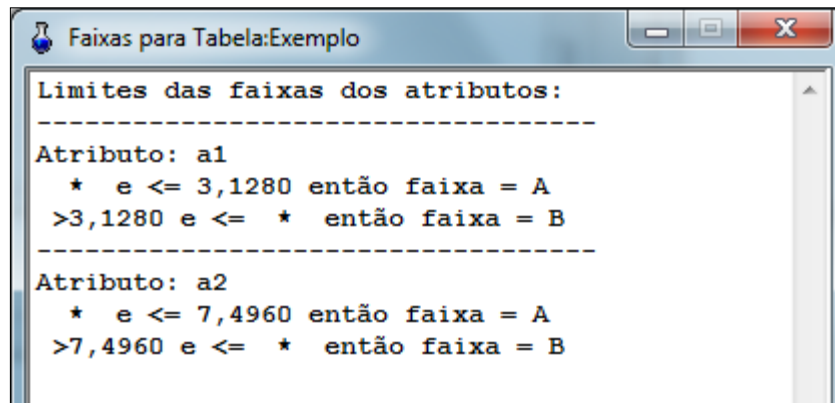 Faixas para Tabela:Exemplo
Limites das faixas dos atributos:
-----------------------------------
Atributo: a1
* e <= 3,1280 então faixa = A
>3,1280 e <= * então faixa = B
-----------------------------------
Atributo: a2
* e <= 7,4960 então faixa = A
>7,4960 e <= * então faixa = B